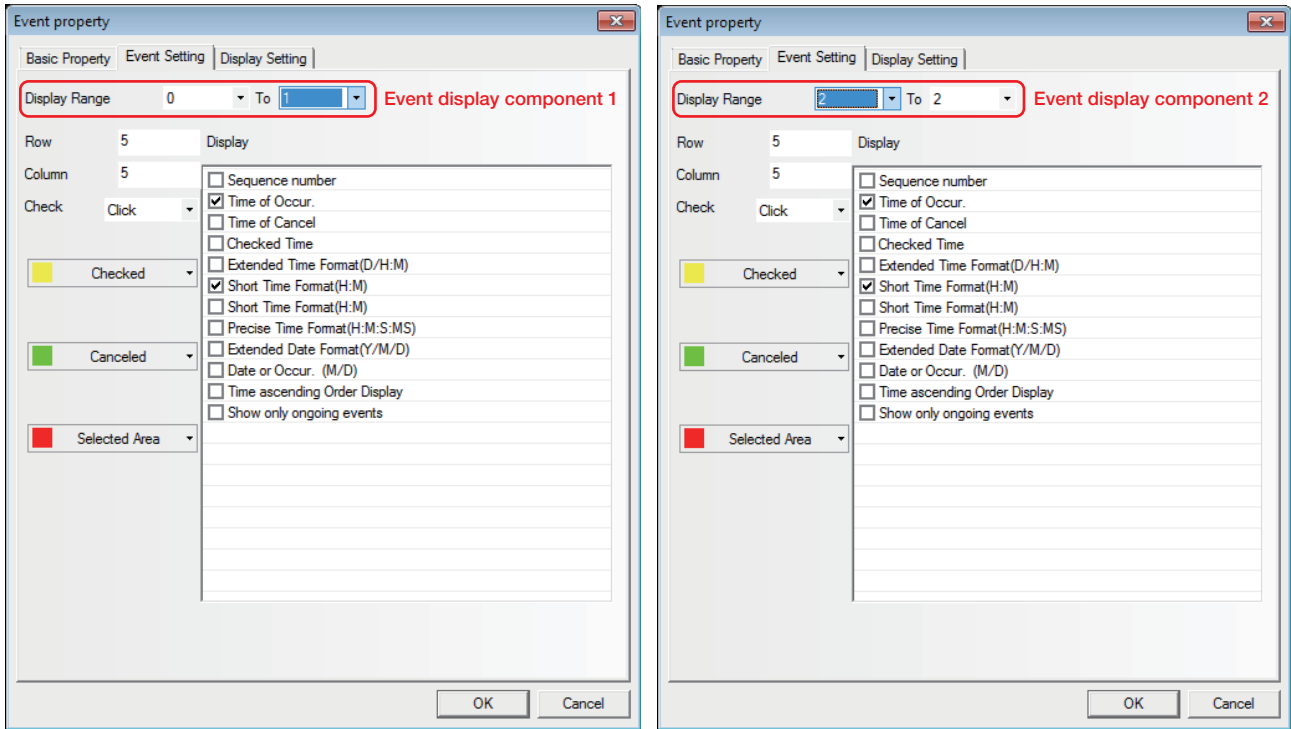 Event property
Basic Property Event Setting Display Setting
Display Range 0 To 1 Event display component 1
Row 5 Display
Column 5
Sequence number
Check Click
Time of Occur.
Time of Cancel
Checked Time
Extended Time Format(D/H:M)
Checked
Short Time Format(H:M)
Short Time Format(H:M)
Precise Time Format(H:M:S:MS)
Extended Date Format(Y/M/D)
Canceled
Date or Occur. (M/D)
Time ascending Order Display
Show only ongoing events
Selected Area
OK Cancel
Event property
Basic Property Event Setting Display Setting
Display Range 2 To 2 Event display component 2
Row 5 Display
Column 5
Sequence number
Check Click
Time of Occur.
Time of Cancel
Checked Time
Extended Time Format(D/H:M)
Checked
Short Time Format(H:M)
Short Time Format(H:M)
Precise Time Format(H:M:S:MS)
Extended Date Format(Y/M/D)
Canceled
Date or Occur. (M/D)
Time ascending Order Display
Show only ongoing events
Selected Area
OK Cancel